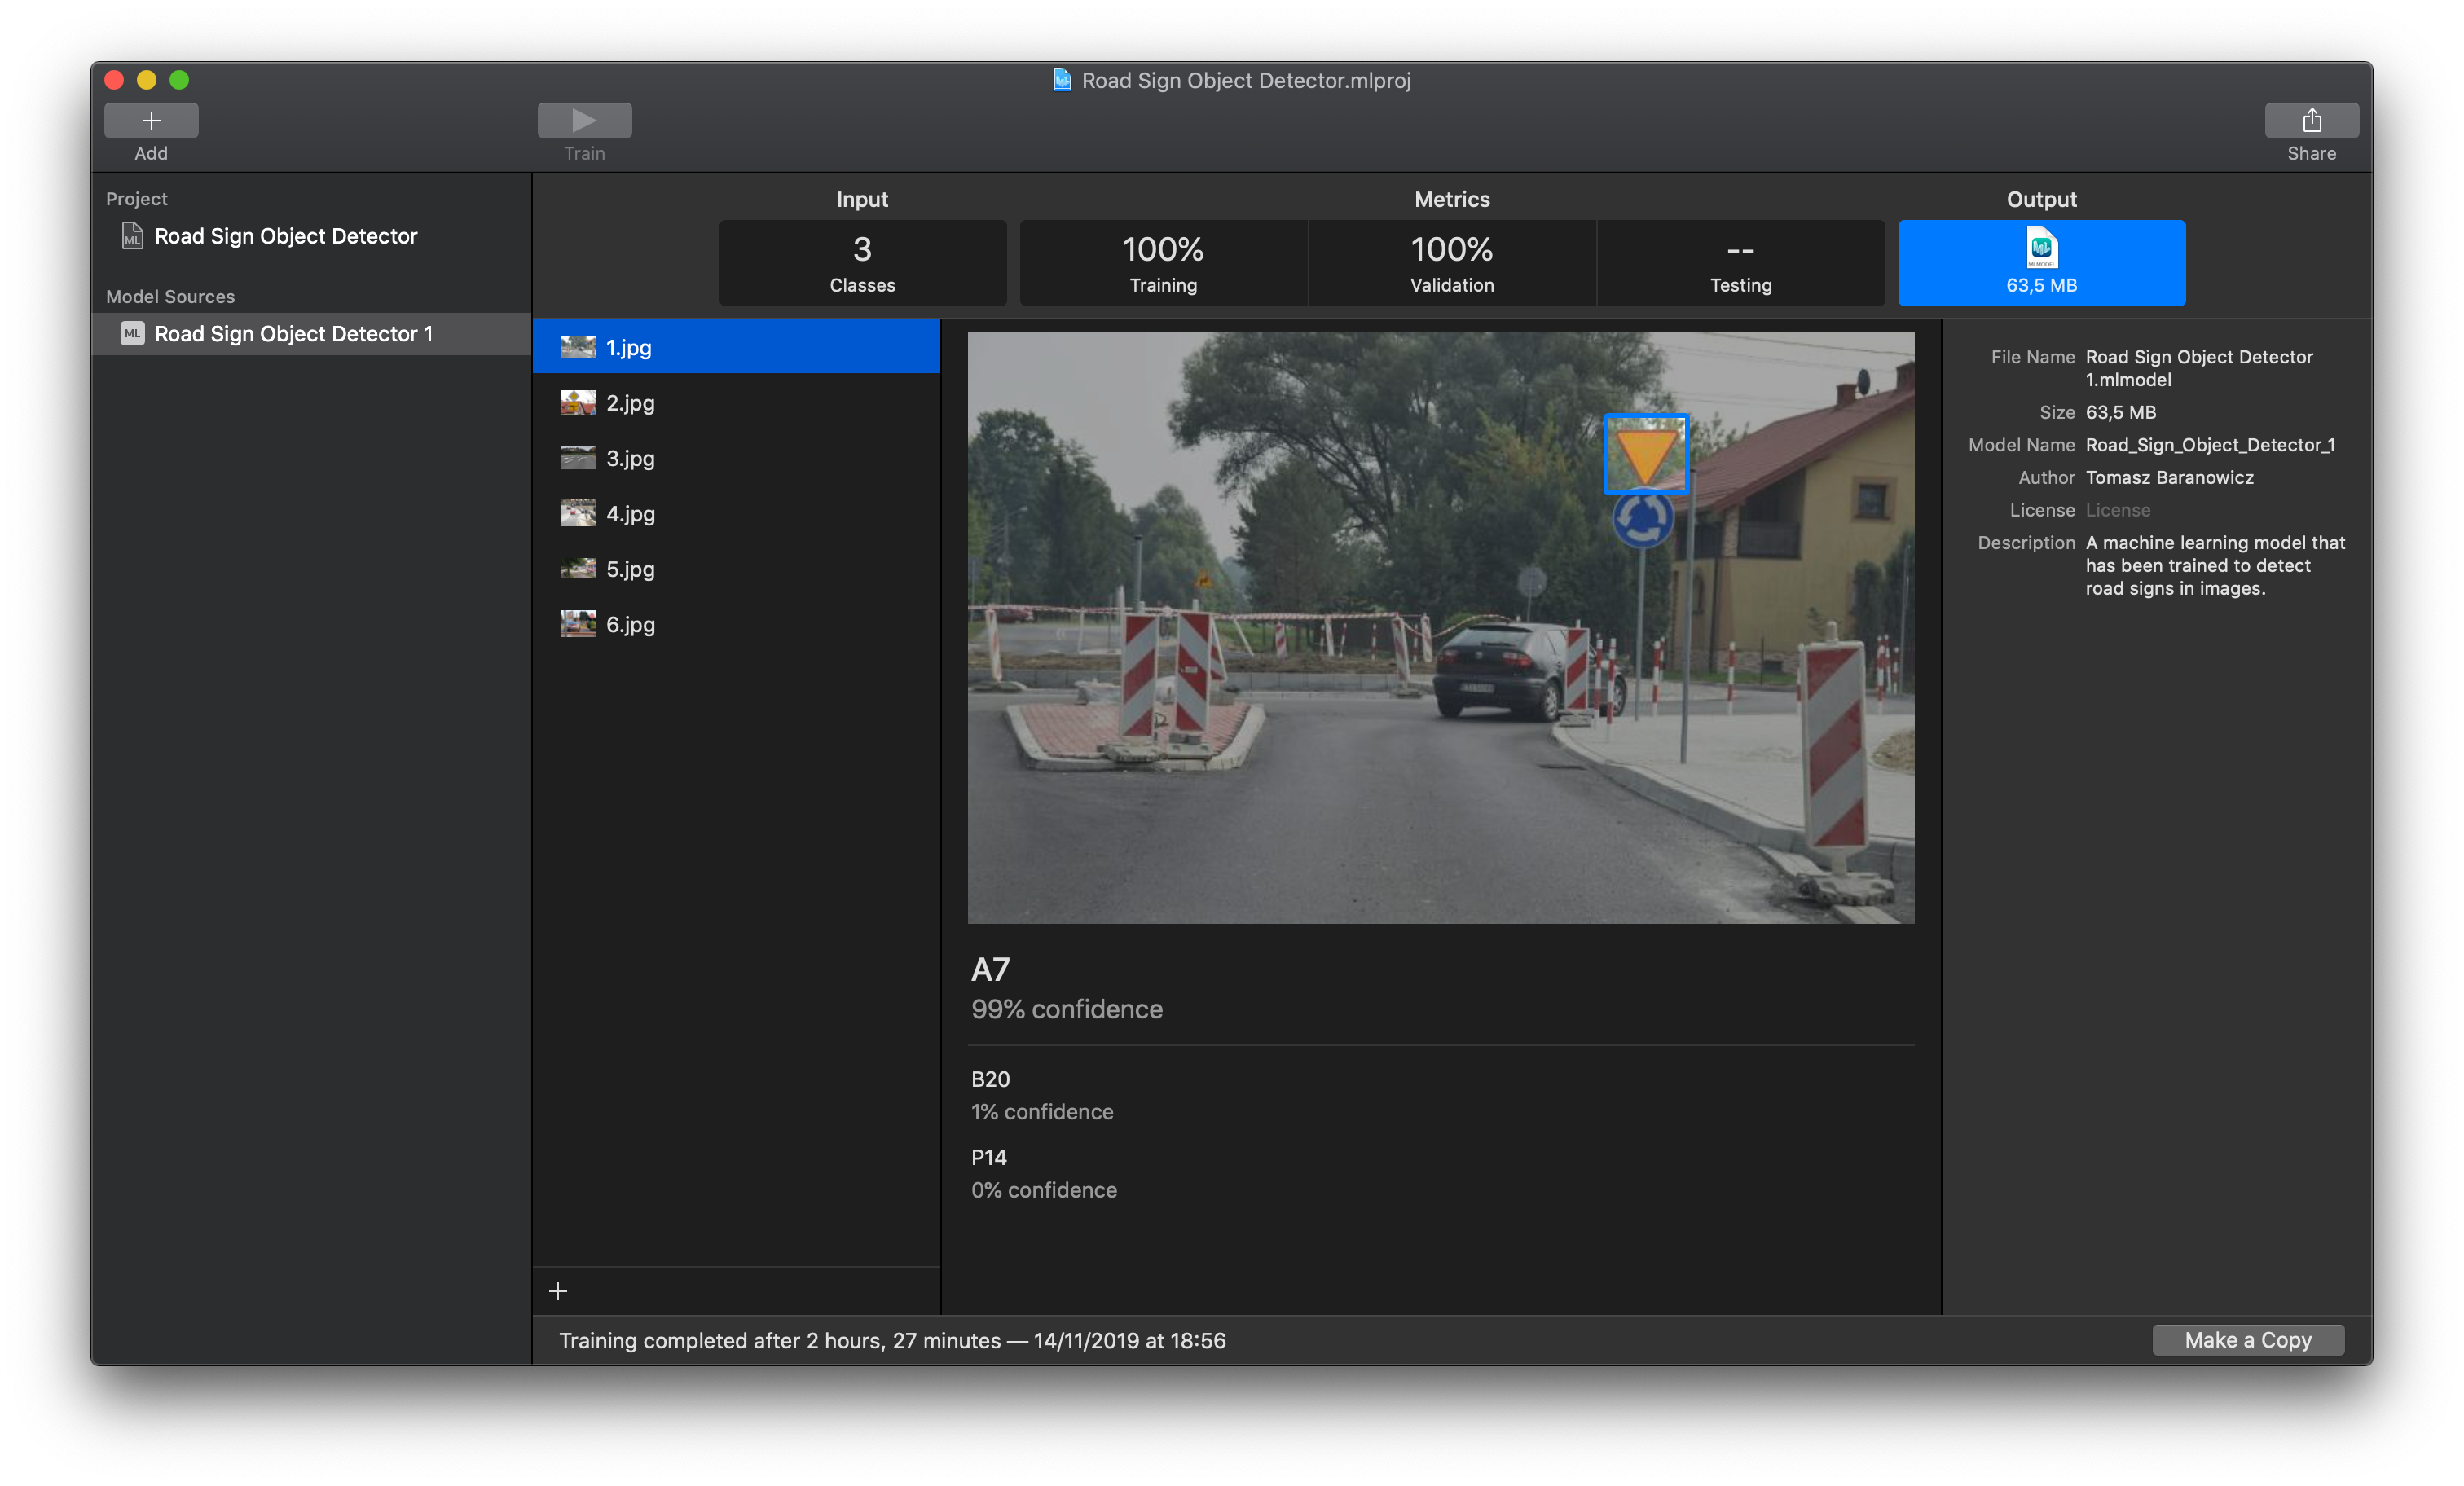 Road Sign Object Detector.mlproj
Add
Train
Share
Project
ML
Road Sign Object Detector
Model Sources
ML
Road Sign Object Detector 1
Input
Metrics
Output
3
Classes
100%
Training
100%
Validation
--
Testing
MLMODEL
63,5 MB
1.jpg
2.jpg
3.jpg
4.jpg
5.jpg
6.jpg
A7
99% confidence
B20
1% confidence
P14
0% confidence
File Name Road Sign Object Detector
1.mlmodel
Size 63,5 MB
Model Name Road_Sign_Object_Detector_1
Author Tomasz Baranowicz
License License
Description A machine learning model that
has been trained to detect
road signs in images.
Training completed after 2 hours, 27 minutes — 14/11/2019 at 18:56
Make a Copy